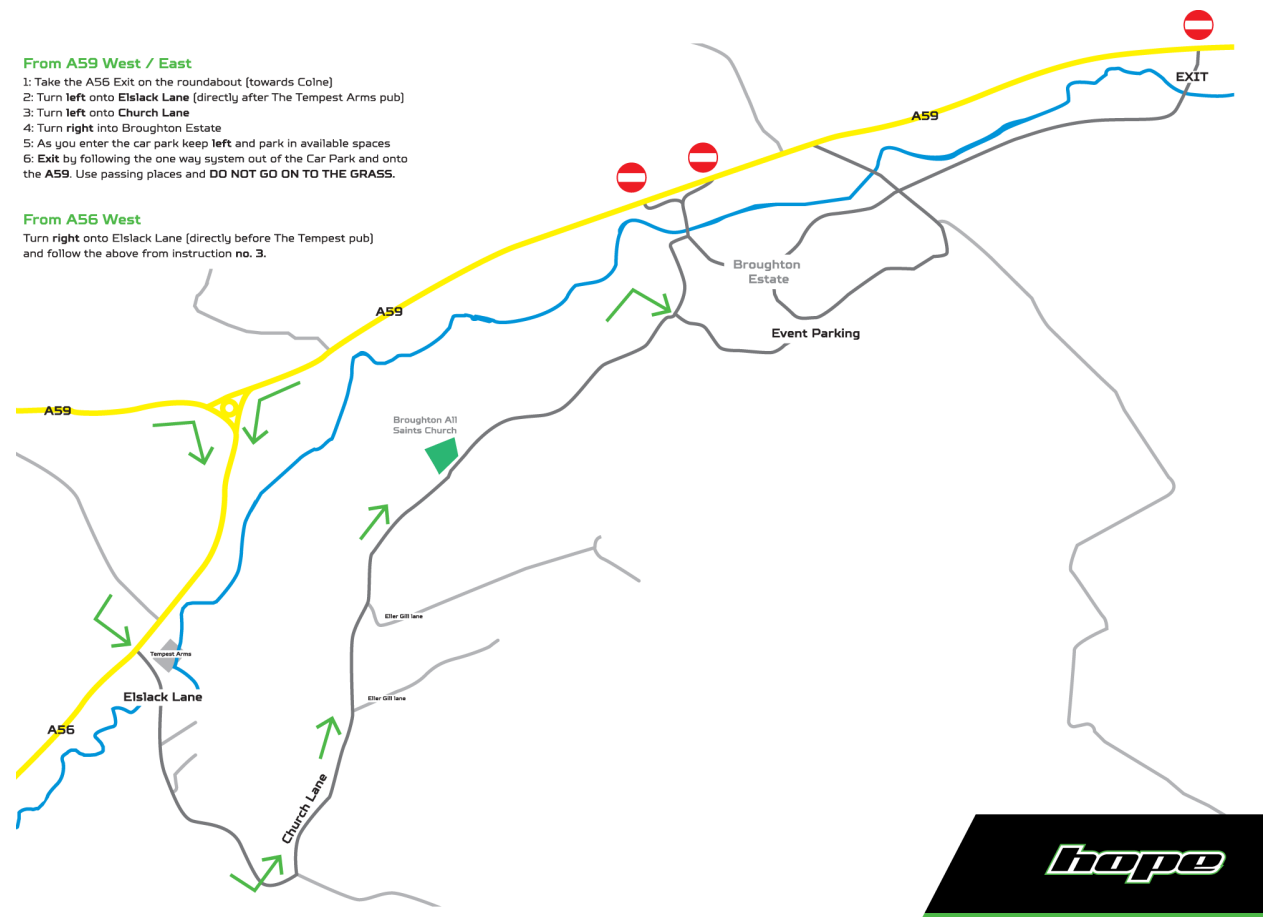 From A59 West / East
1: Take the A56 Exit on the roundabout (towards Colne)
2: Turn left onto Elslack Lane (directly after The Tempest Arms pub)
3: Turn left onto Church Lane
4: Turn right into Broughton Estate
5: As you enter the car park keep left and park in available spaces
6: Exit by following the one way system out of the Car Park and onto
the A59. Use passing places and DO NOT GO ON TO THE GRASS.
From A56 West
Turn right onto Elslack Lane (directly before The Tempest pub)
and follow the above from instruction no. 3.
EXIT
A59
Broughton
Estate
A59
Event Parking
A59
Broughton All
Saints Church
Eller Gill lane
Tempest Arms
Elslack Lane
Eller Gill lane
A56
Church Lane
hope